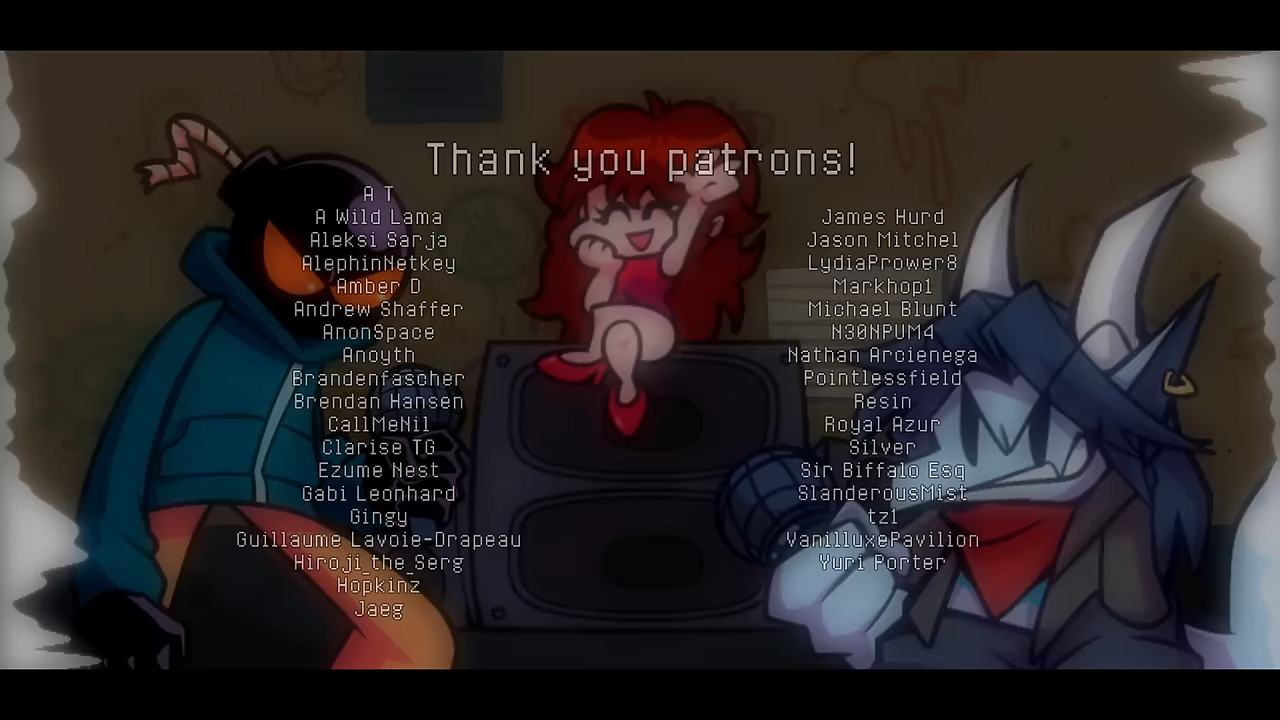 Thank you patrons!
A T
A Wild Lama
Aleksi Sarja
AlephinNetkey
Amber D
Andrew Shaffer
AnonSpace
Anoyth
Brandenfascher
Brendan Hansen
CallMeNil
Clarise TG
Ezume Nest
Gabi Leonhard
Gingy
Guillaume Lavoie-Drapeau
Hiroji_the_Serg
Hopkinz
Jaeg
James Hurd
Jason Mitchel
LydiaPrower8
Markhop1
Michael Blunt
N30NPUM4
Nathan Arcienega
Pointlessfield
Resin
Royal Azur
Silver
Sir Biffalo Esq
SlanderousMist
tz1
VanilluxePavilion
Yuri Porter